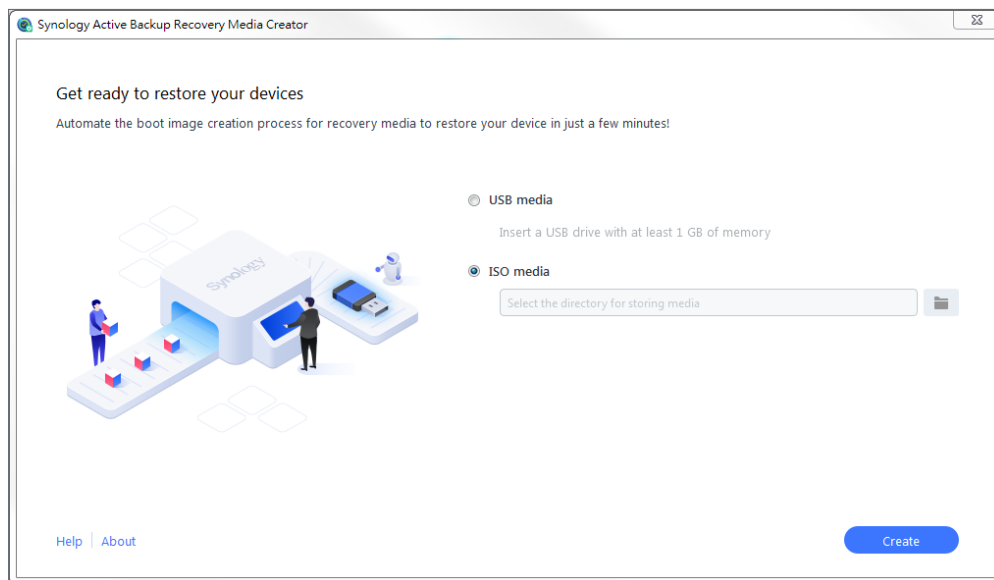 Synology Active Backup Recovery Media Creator
Get ready to restore your devices
Automate the boot image creation process for recovery media to restore your device in just a few minutes!
USB media
Insert a USB drive with at least 1 GB of memory
Synology
ISO media
Select the directory for storing media
Help
About
Create